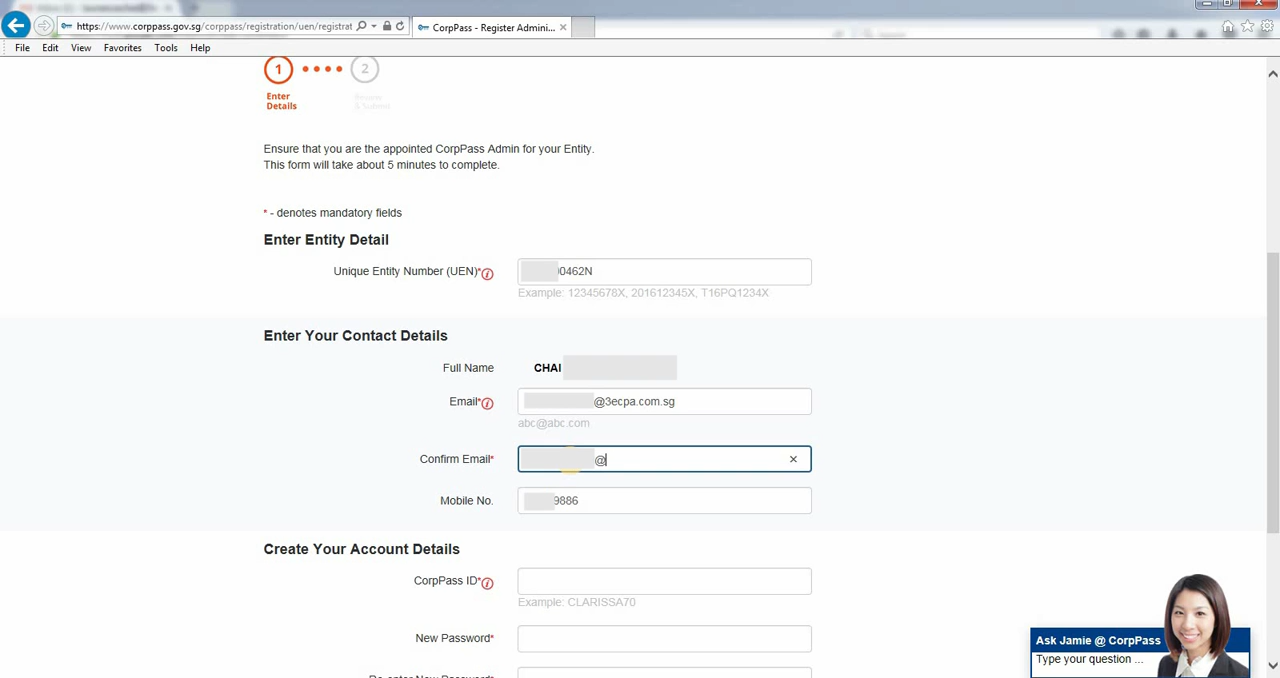 https://www.corppass.gov.sg/corppass/registration/uen/registrat
CorpPass - Register Admini...
File Edit View Favorites Tools Help
1 2
Enter
Details
Ensure that you are the appointed CorpPass Admin for your Entity.
This form will take about 5 minutes to complete.
* - denotes mandatory fields
Enter Entity Detail
Unique Entity Number (UEN)* 0462N
Example: 12345678X, 201612345X, T16PQ1234X
Enter Your Contact Details
Full Name CHAI
Email* @3ecpa.com.sg
abc@abc.com
Confirm Email* @
Mobile No. 9886
Create Your Account Details
CorpPass ID*
Example: CLARISSA70
New Password*
Re-enter New Password*
Ask Jamie @ CorpPass
Type your question ...